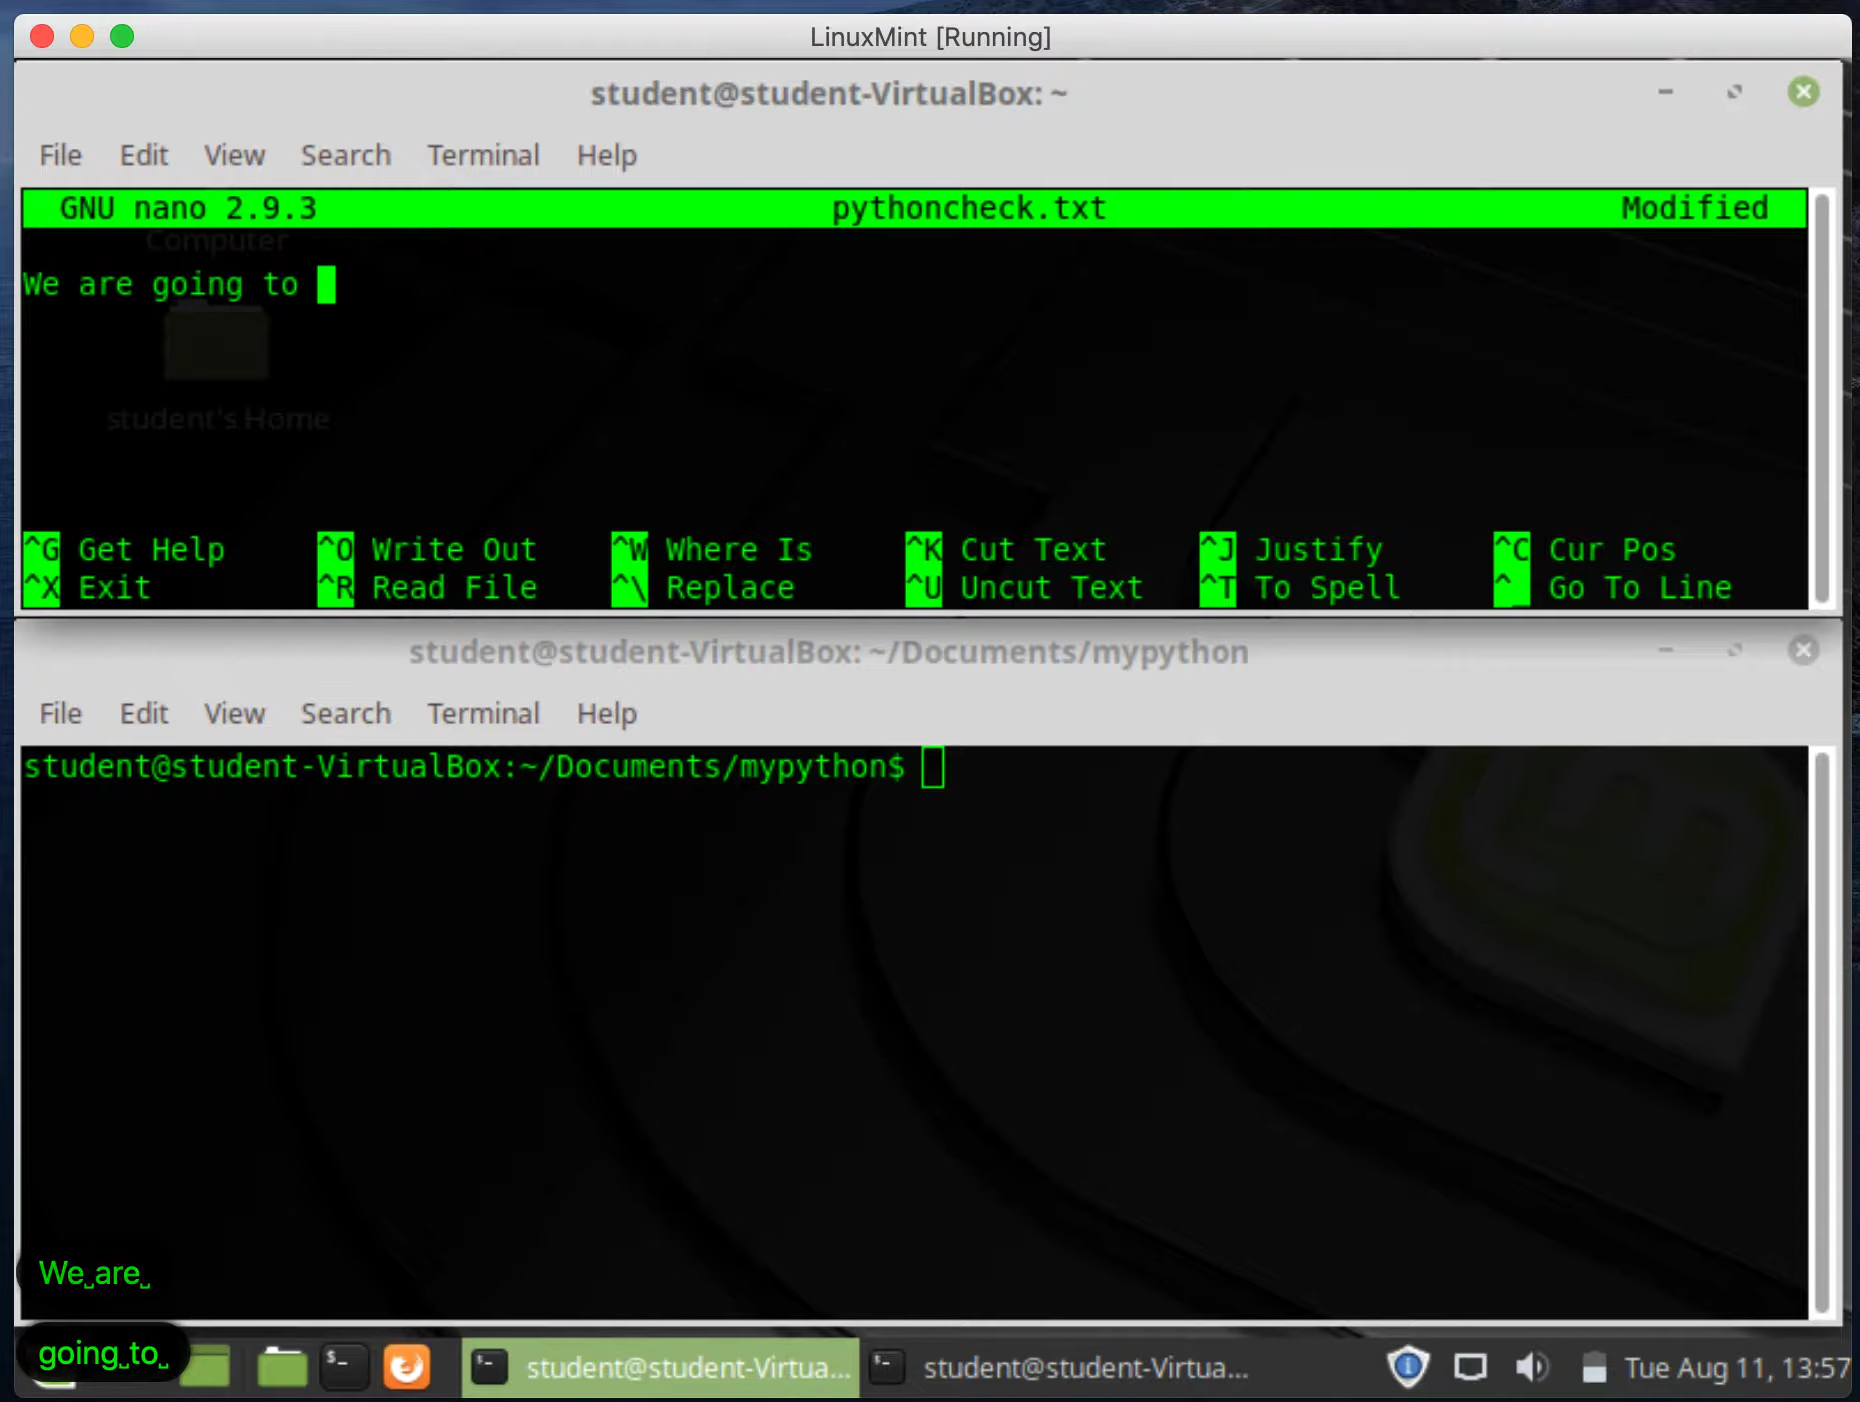 LinuxMint [Running]
student@student-VirtualBox: ~
File Edit View Search Terminal Help
GNU nano 2.9.3 pythoncheck.txt Modified
Computer
We are going to
student's Home
^G Get Help ^O Write Out ^W Where Is ^K Cut Text ^J Justify ^C Cur Pos
^X Exit ^R Read File ^\ Replace ^U Uncut Text ^T To Spell ^_ Go To Line
student@student-VirtualBox: ~/Documents/mypython
File Edit View Search Terminal Help
student@student-VirtualBox:~/Documents/mypython$
We␣are␣
going␣to␣
$- student@student-Virtua... student@student-Virtua... Tue Aug 11, 13:57